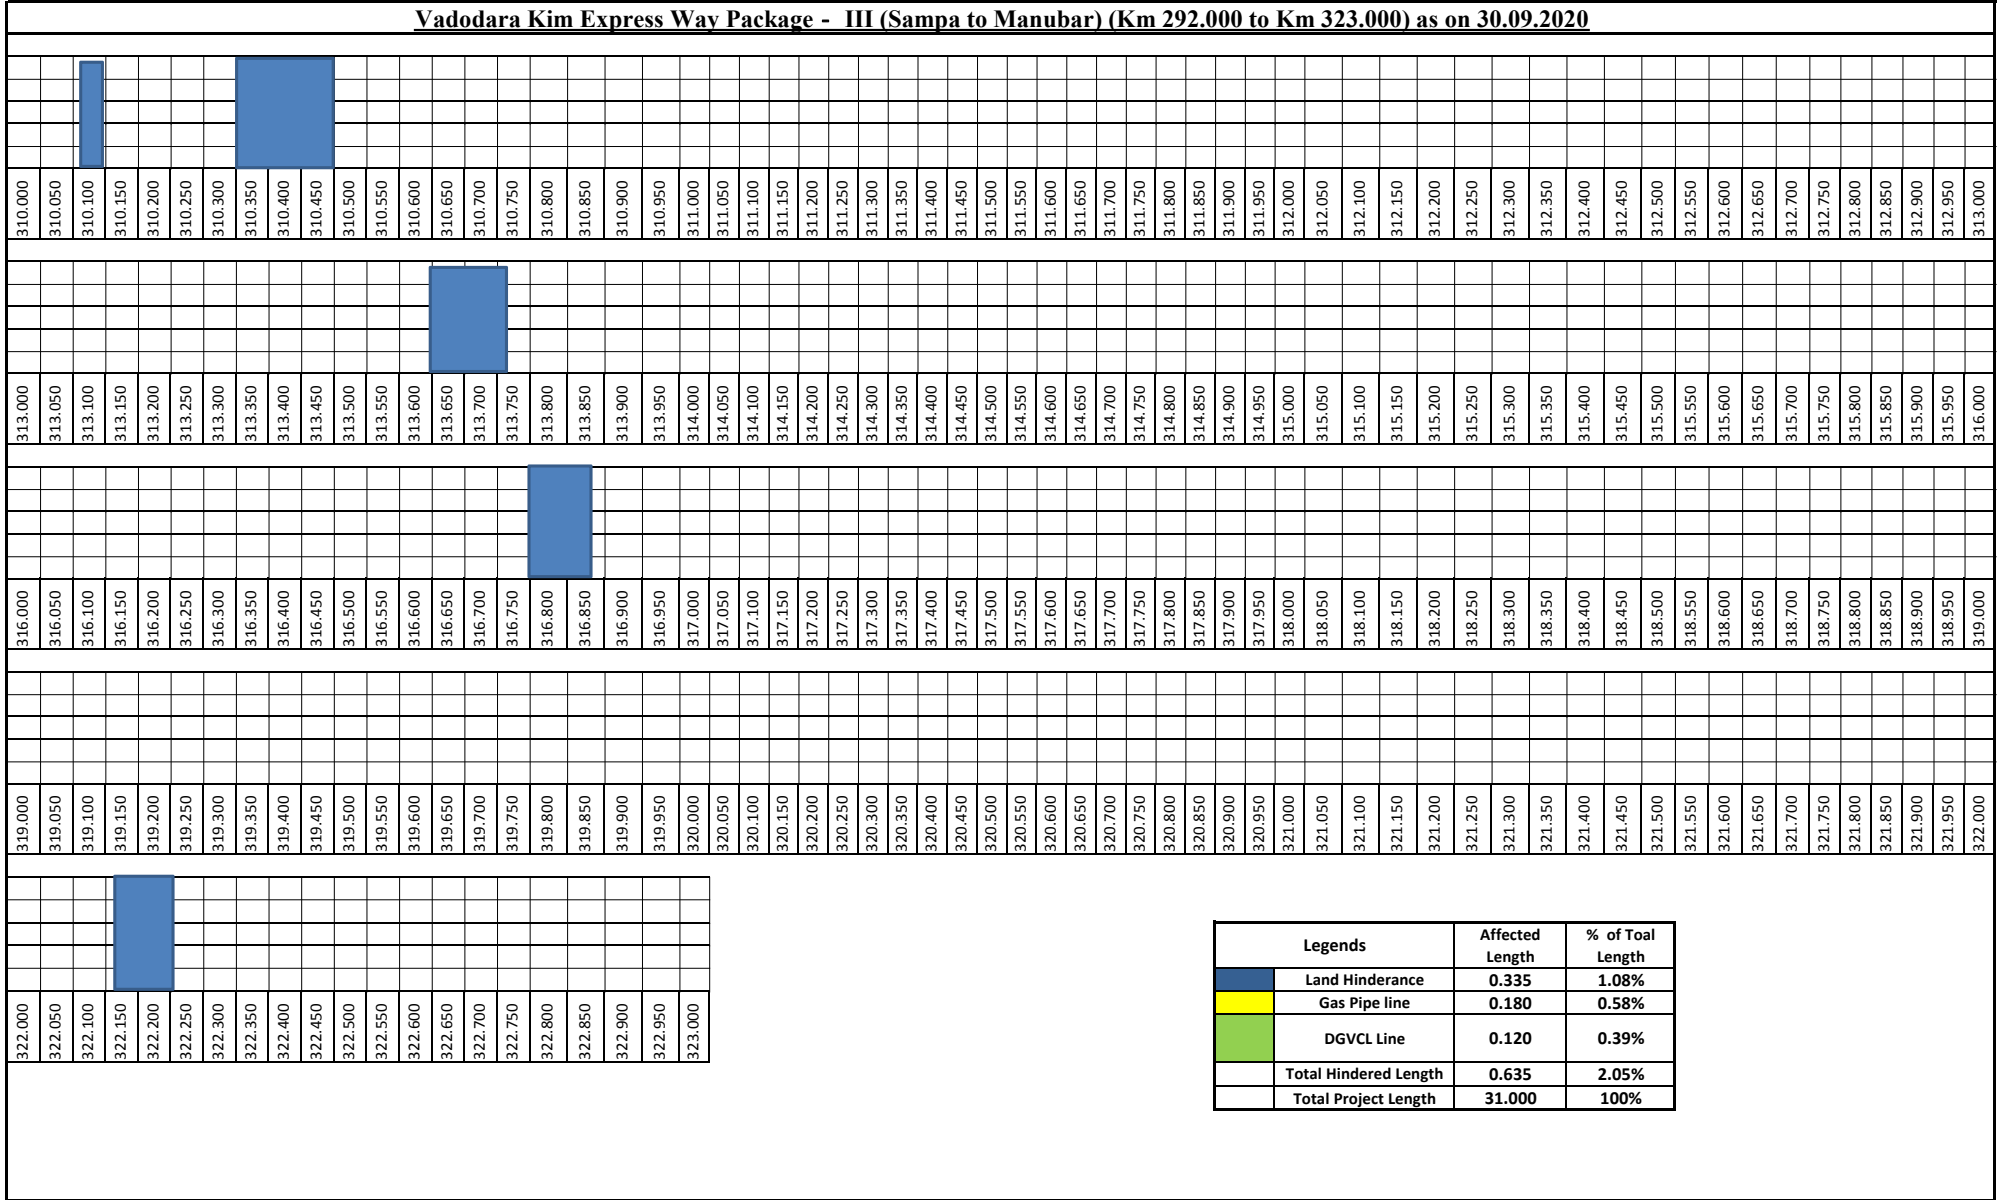 Vadodara Kim Express Way Package - III (Sampa to Manubar) (Km 292.000 to Km 323.000) as on 30.09.2020
310.000 310.050 310.100 310.150 310.200 310.250 310.300 310.350 310.400 310.450 310.500 310.550 310.600 310.650 310.700 310.750 310.800 310.850 310.900 310.950 311.000 311.050 311.100 311.150 311.200 311.250 311.300 311.350 311.400 311.450 311.500 311.550 311.600 311.650 311.700 311.750 311.800 311.850 311.900 311.950 312.000 312.050 312.100 312.150 312.200 312.250 312.300 312.350 312.400 312.450 312.500 312.550 312.600 312.650 312.700 312.750 312.800 312.850 312.900 312.950 313.000
313.000 313.050 313.100 313.150 313.200 313.250 313.300 313.350 313.400 313.450 313.500 313.550 313.600 313.650 313.700 313.750 313.800 313.850 313.900 313.950 314.000 314.050 314.100 314.150 314.200 314.250 314.300 314.350 314.400 314.450 314.500 314.550 314.600 314.650 314.700 314.750 314.800 314.850 314.900 314.950 315.000 315.050 315.100 315.150 315.200 315.250 315.300 315.350 315.400 315.450 315.500 315.550 315.600 315.650 315.700 315.750 315.800 315.850 315.900 315.950 316.000
316.000 316.050 316.100 316.150 316.200 316.250 316.300 316.350 316.400 316.450 316.500 316.550 316.600 316.650 316.700 316.750 316.800 316.850 316.900 316.950 317.000 317.050 317.100 317.150 317.200 317.250 317.300 317.350 317.400 317.450 317.500 317.550 317.600 317.650 317.700 317.750 317.800 317.850 317.900 317.950 318.000 318.050 318.100 318.150 318.200 318.250 318.300 318.350 318.400 318.450 318.500 318.550 318.600 318.650 318.700 318.750 318.800 318.850 318.900 318.950 319.000
319.000 319.050 319.100 319.150 319.200 319.250 319.300 319.350 319.400 319.450 319.500 319.550 319.600 319.650 319.700 319.750 319.800 319.850 319.900 319.950 320.000 320.050 320.100 320.150 320.200 320.250 320.300 320.350 320.400 320.450 320.500 320.550 320.600 320.650 320.700 320.750 320.800 320.850 320.900 320.950 321.000 321.050 321.100 321.150 321.200 321.250 321.300 321.350 321.400 321.450 321.500 321.550 321.600 321.650 321.700 321.750 321.800 321.850 321.900 321.950 322.000
322.000 322.050 322.100 322.150 322.200 322.250 322.300 322.350 322.400 322.450 322.500 322.550 322.600 322.650 322.700 322.750 322.800 322.850 322.900 322.950 323.000
Legends Affected Length % of Toal Length
Land Hinderance 0.335 1.08%
Gas Pipe line 0.180 0.58%
DGVCL Line 0.120 0.39%
Total Hindered Length 0.635 2.05%
Total Project Length 31.000 100%